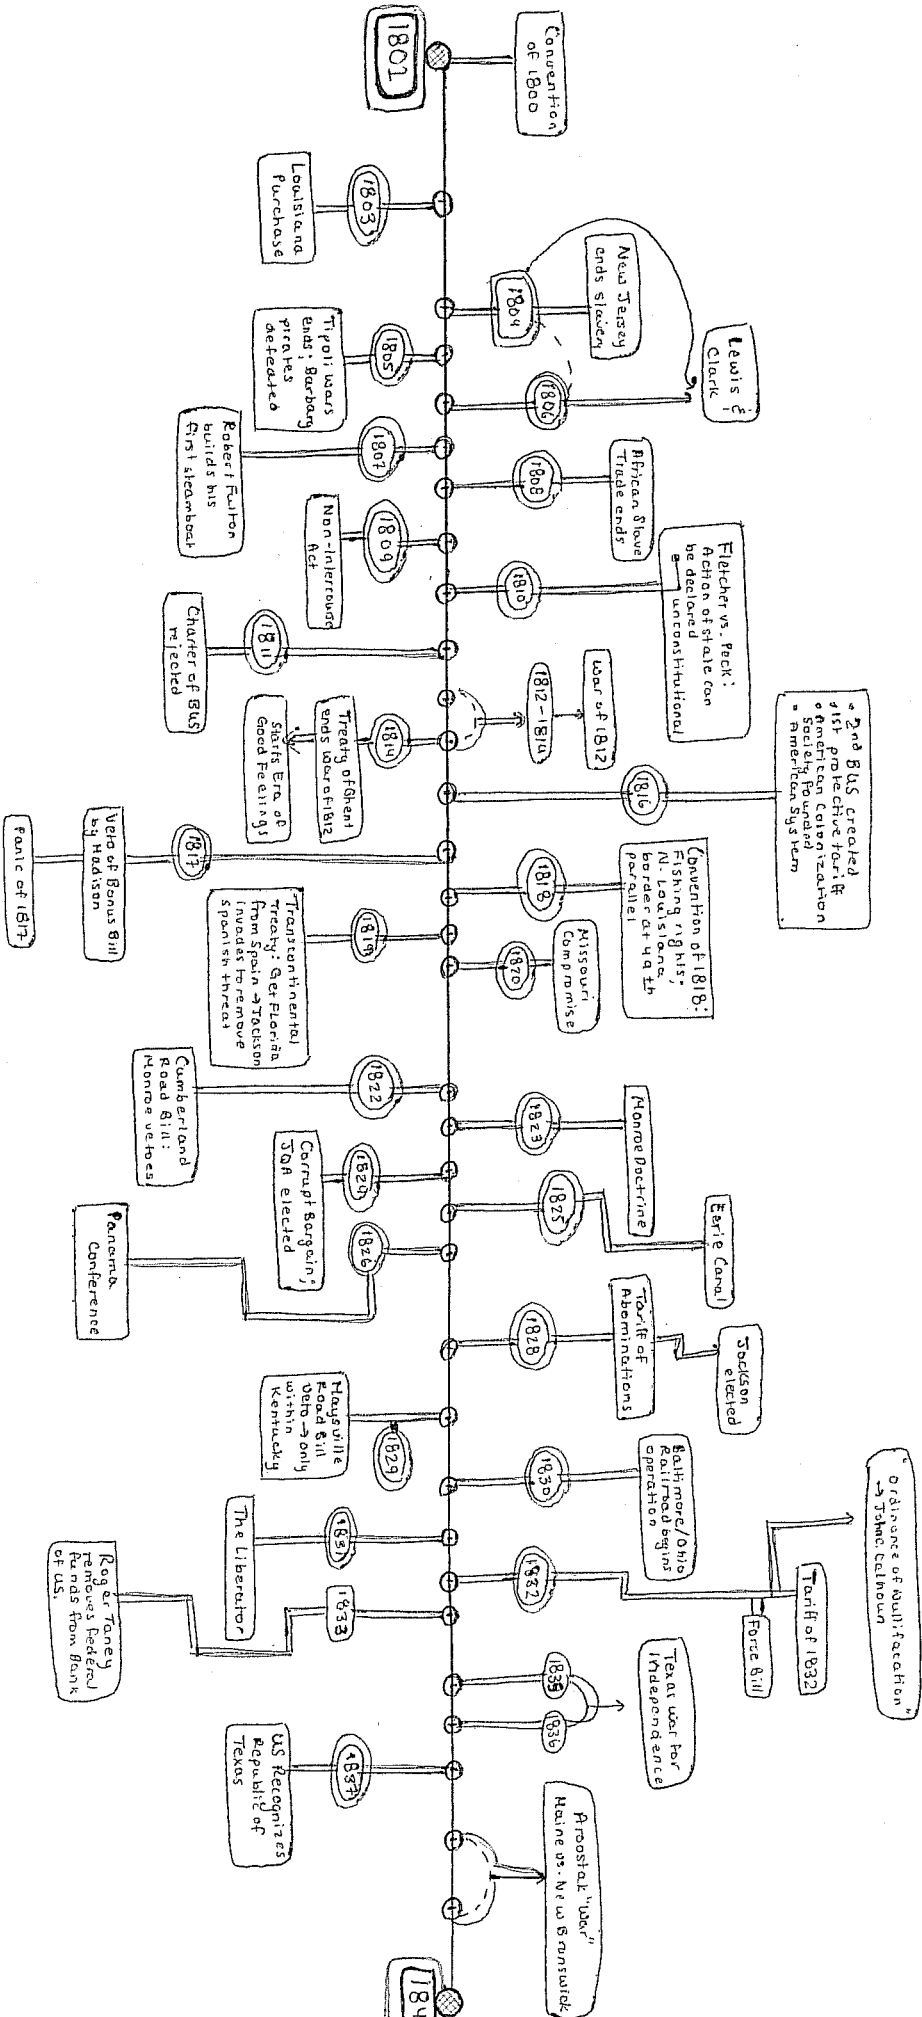 1801
Convention
of 1800
1803
Louisiana
Purchase
1804
New Jersey
ends slavery
Lewis &
Clark
1805
Tipoli wars
ends; Barbary
pirates
defeated
1806
1807
Robert Fulton
builds his
first steamboat
1808
African Slave
Trade ends
1809
Non-Intercourse
Act
1810
Fletcher vs. Peck:
Action of state can
be declared
unconstitutional
1811
Charter of BUS
rejected
1812-1814
War of 1812
1814
Treaty of Ghent
ends War of 1812
Starts Era of
Good Feelings
1816
• 2nd BUS created
• 1st protective tariff
• American Colonization
Society founded
• American System
1817
Veto of Bonus Bill
by Madison
Panic of 1817
1818
Convention of 1818:
Fishing rights;
N. Louisiana
border at 49th
parallel
1819
Transcontinental
Treaty: Get Florida
from Spain → Jackson
invades to remove
Spanish threat
1820
Missouri
Compromise
1822
Cumberland
Road Bill:
Monroe vetoes
1823
Monroe Doctrine
1824
Corrupt Bargain;
JQA elected
1825
Eerie Canal
1826
Panama
Conference
1828
Tariff of
Abominations
Jackson
elected
1829
Maysville
Road Bill
Veto → only
within
Kentucky
1830
Baltimore/Ohio
Railroad begins
operation
1831
The Liberator
1832
Tariff of 1832
Force Bill
"Ordinance of Nullification"
→ John C. Calhoun
1833
Roger Taney
removes federal
funds from Bank
of US.
1835
1836
Texas war for
independence
1837
US Recognizes
Republic of
Texas
Aroostak "War"
Maine vs. New Brunswick
184